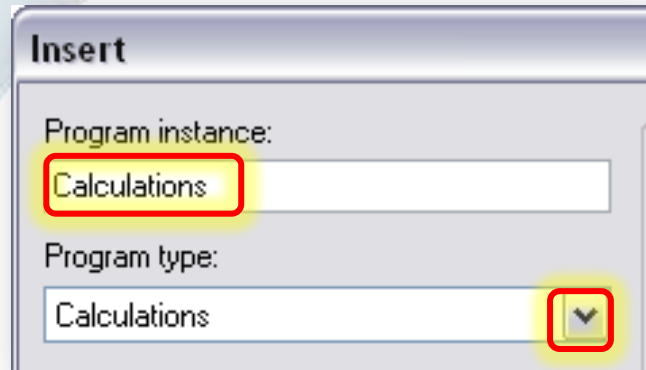 Insert
Program instance:
Calculations
Program type:
Calculations